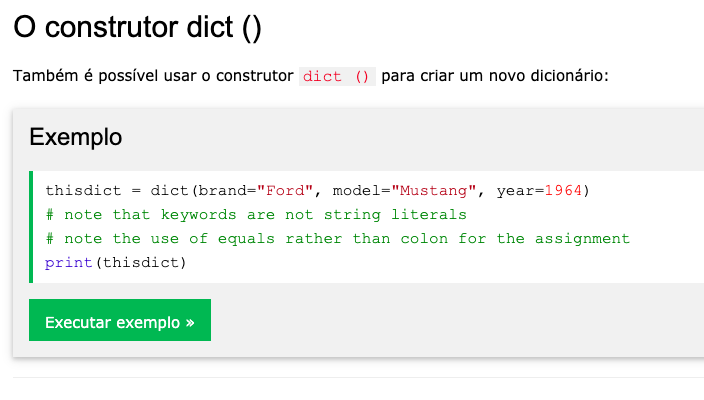 O construtor dict ()
Também é possível usar o construtor dict () para criar um novo dicionário:
Exemplo
thisdict = dict(brand="Ford", model="Mustang", year=1964)
# note that keywords are not string literals
# note the use of equals rather than colon for the assignment
print(thisdict)
Executar exemplo »